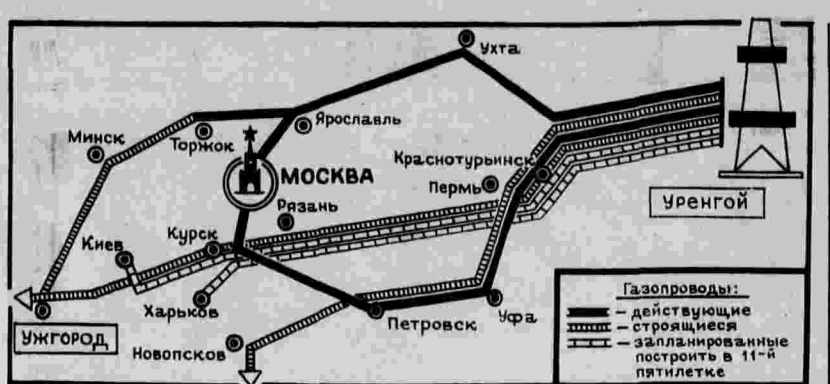 Ухта
Ярославль
Минск
Торжок
МОСКВА
Краснотурьинск
Пермь
Рязань
УРЕНГОЙ
Киев
Курск
Харьков
УЖГОРОД
Новопсков
Петровск
Уфа
Газопроводы:
– действующие
– строящиеся
– запланированные
построить в 11-й
пятилетке